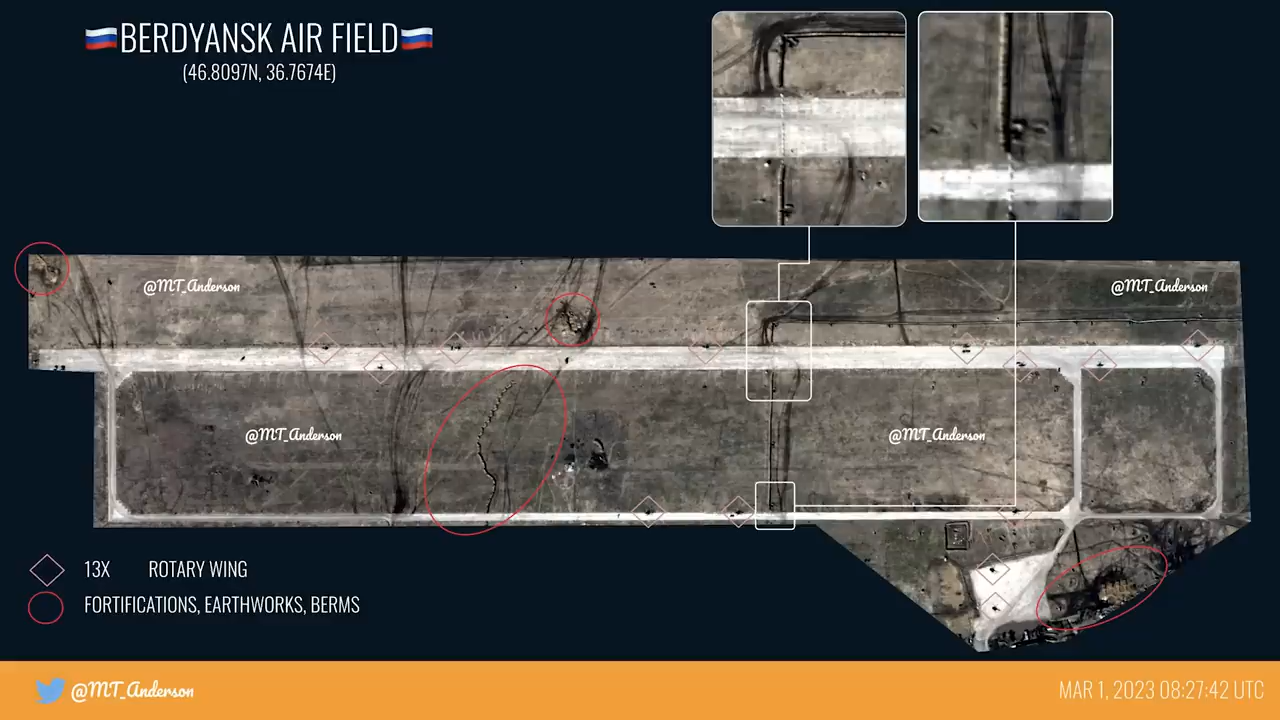 BERDYANSK AIR FIELD
(46.8097N, 36.7674E)
@MT_Anderson
@MT_Anderson
@MT_Anderson
@MT_Anderson
13X ROTARY WING
FORTIFICATIONS, EARTHWORKS, BERMS
@MT_Anderson
MAR 1, 2023 08:27:42 UTC